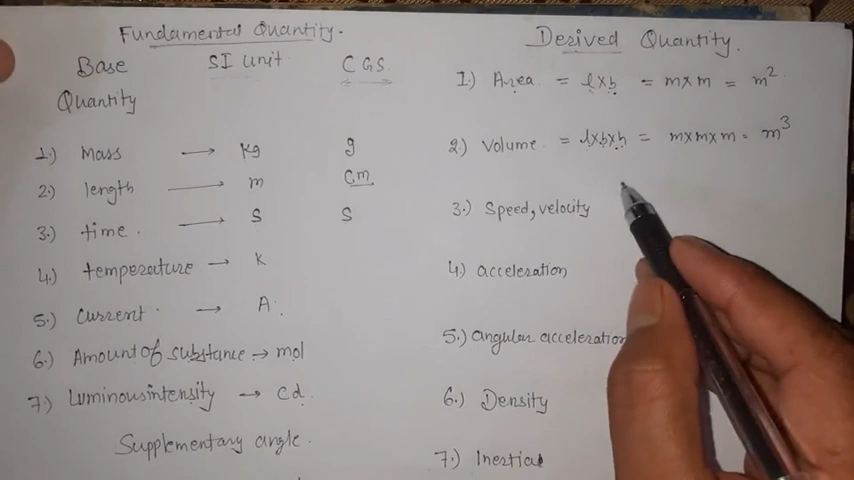 Fundamental Quantity.
Base Quantity SI Unit CGS
1.) Mass → Kg g
2.) length → m Cm
3.) time. → S S
4.) temperature → K
5.) Current → A
6.) Amount of substance → mol
7.) Luminous intensity → Cd.
Supplementary angle.
Derived Quantity.
1.) Area = l×b = m×m = m²
2.) Volume = l×b×h = m×m×m = m³
3.) Speed, velocity
4.) acceleration
5.) angular acceleration
6.) Density
7.) Inertia